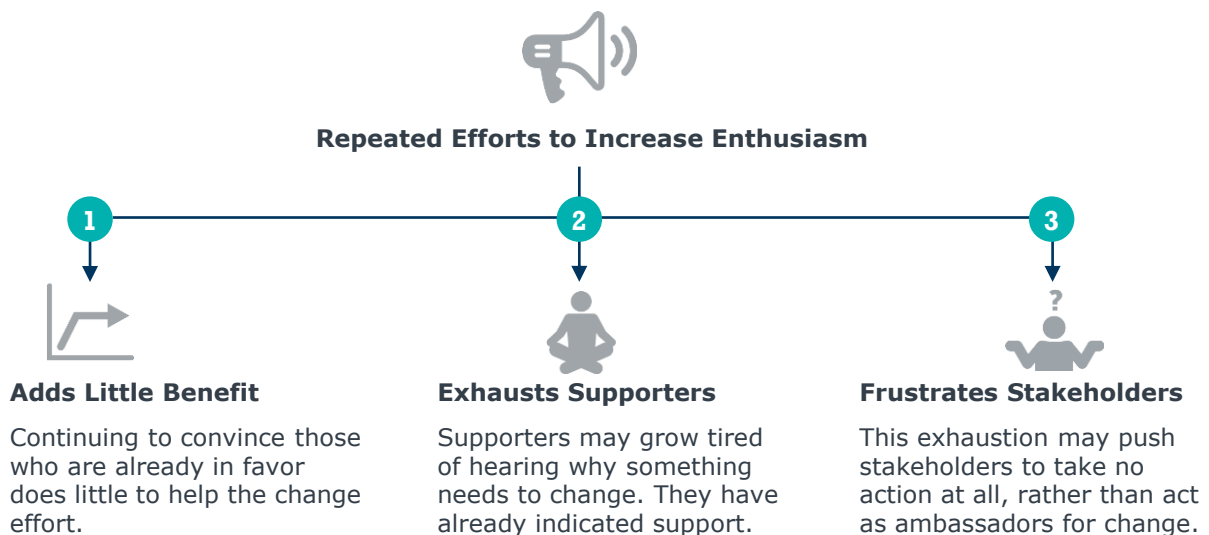 Repeated Efforts to Increase Enthusiasm
1
2
3
?
Adds Little Benefit
Continuing to convince those
who are already in favor
does little to help the change
effort.
Exhausts Supporters
Supporters may grow tired
of hearing why something
needs to change. They have
already indicated support.
Frustrates Stakeholders
This exhaustion may push
stakeholders to take no
action at all, rather than act
as ambassadors for change.